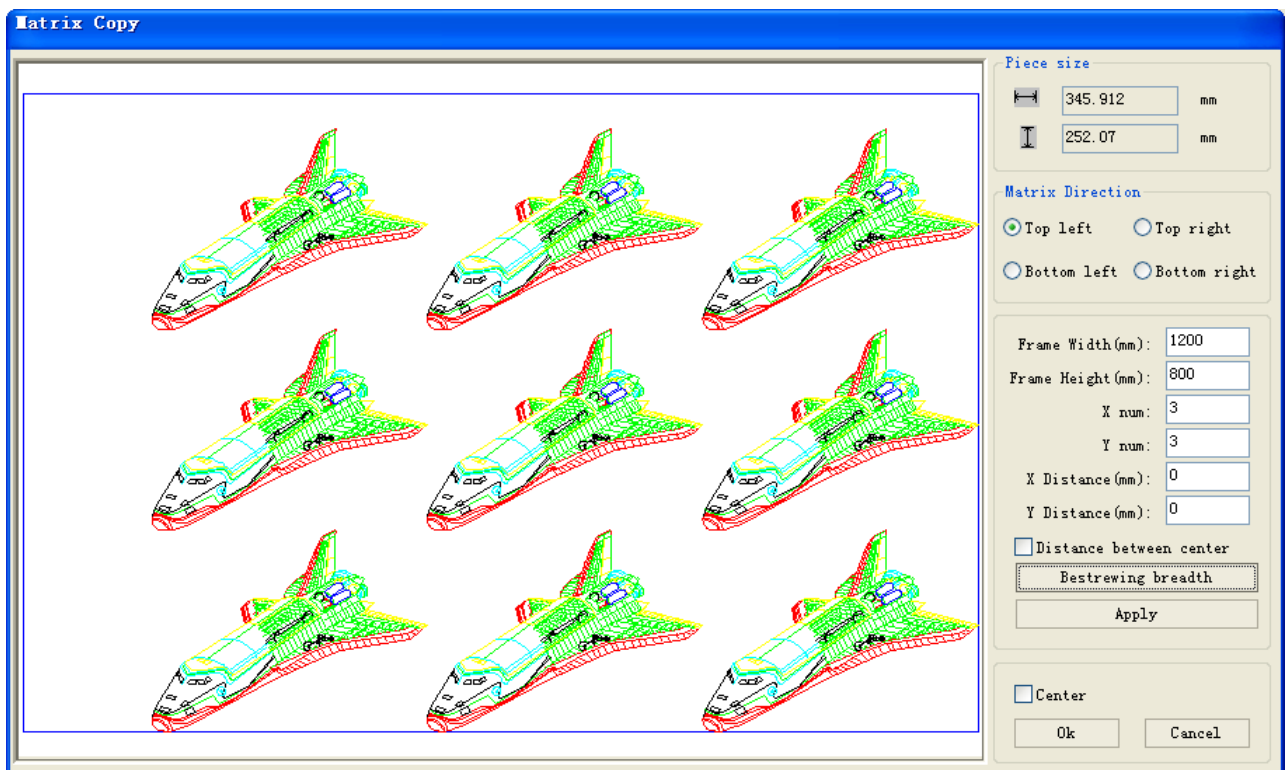 Matrix Copy
Piece size
345.912 mm
252.07 mm
Matrix Direction
Top left Top right
Bottom left Bottom right
Frame Width(mm): 1200
Frame Height(mm): 800
X num: 3
Y num: 3
X Distance(mm): 0
Y Distance(mm): 0
Distance between center
Bestrewing breadth
Apply
Center
Ok Cancel